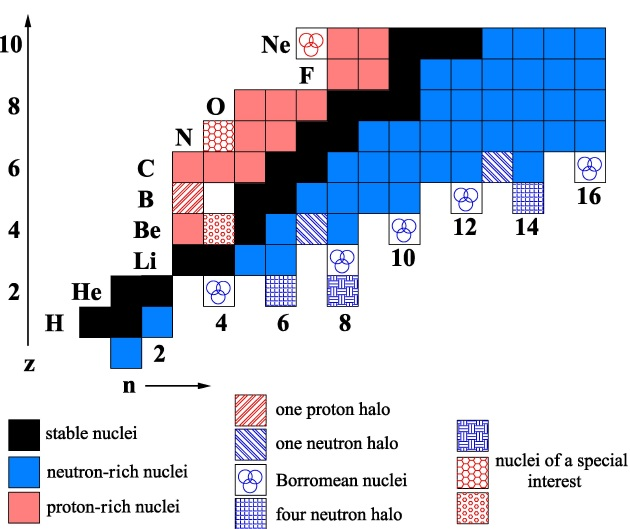 10
Ne
F
8
O
N
6
C
B
16
4
Be
12
14
Li
10
2
He
H
4
6
8
2
z
n
stable nuclei
neutron-rich nuclei
proton-rich nuclei
one proton halo
one neutron halo
Borromean nuclei
four neutron halo
nuclei of a special
interest